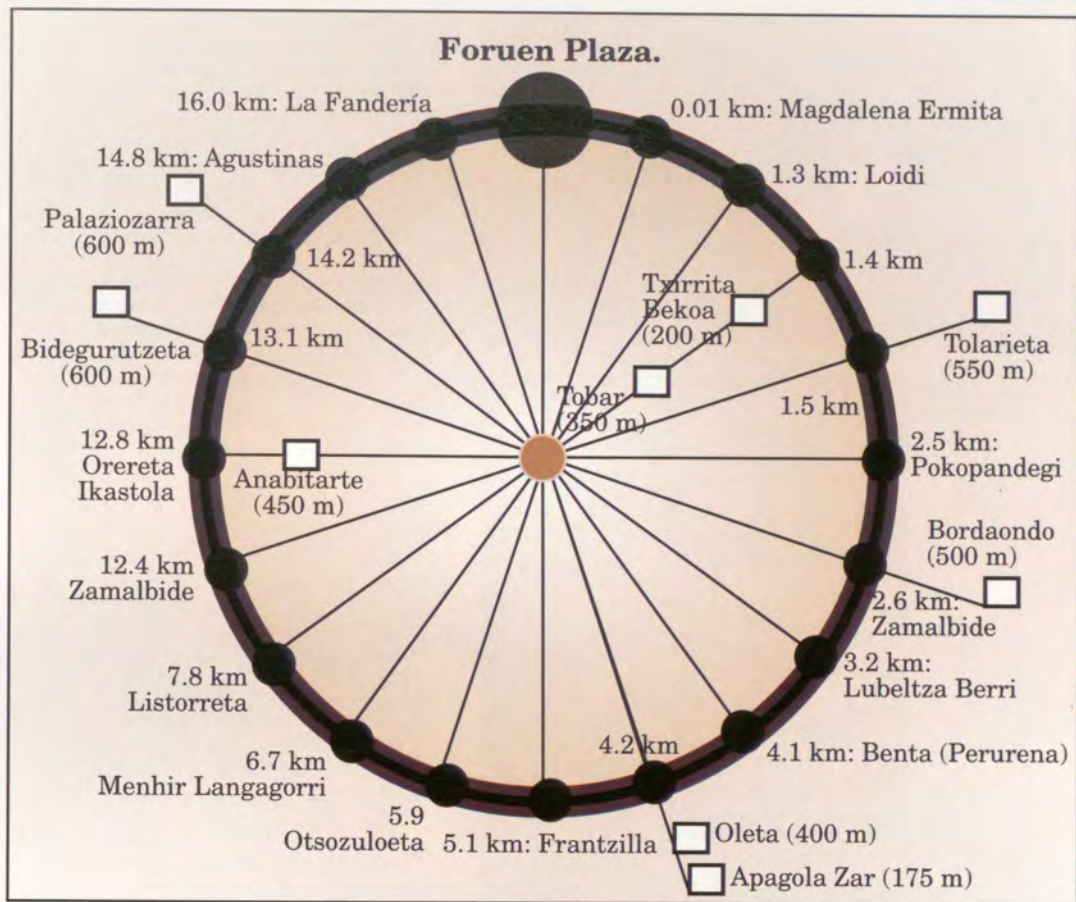 Foruen Plaza.
16.0 km: La Fandería
0.01 km: Magdalena Ermita
14.8 km: Agustinas
1.3 km: Loidi
Palaziozarra
(600 m)
14.2 km
1.4 km
Txirrita
Bekoa
(200 m)
Bidegurutzeta
(600 m)
13.1 km
Tolarieta
(550 m)
Tobar
(350 m)
1.5 km
12.8 km
Orereta
Ikastola
Anabitarte
(450 m)
2.5 km:
Pokopandegi
Bordaondo
(500 m)
12.4 km
Zamalbide
2.6 km:
Zamalbide
7.8 km
Listorreta
3.2 km:
Lubeltza Berri
6.7 km
Menhir Langagorri
4.2 km
4.1 km: Benta (Perurena)
5.9
Otsozuloeta
5.1 km: Frantzilla
Oleta (400 m)
Apagola Zar (175 m)